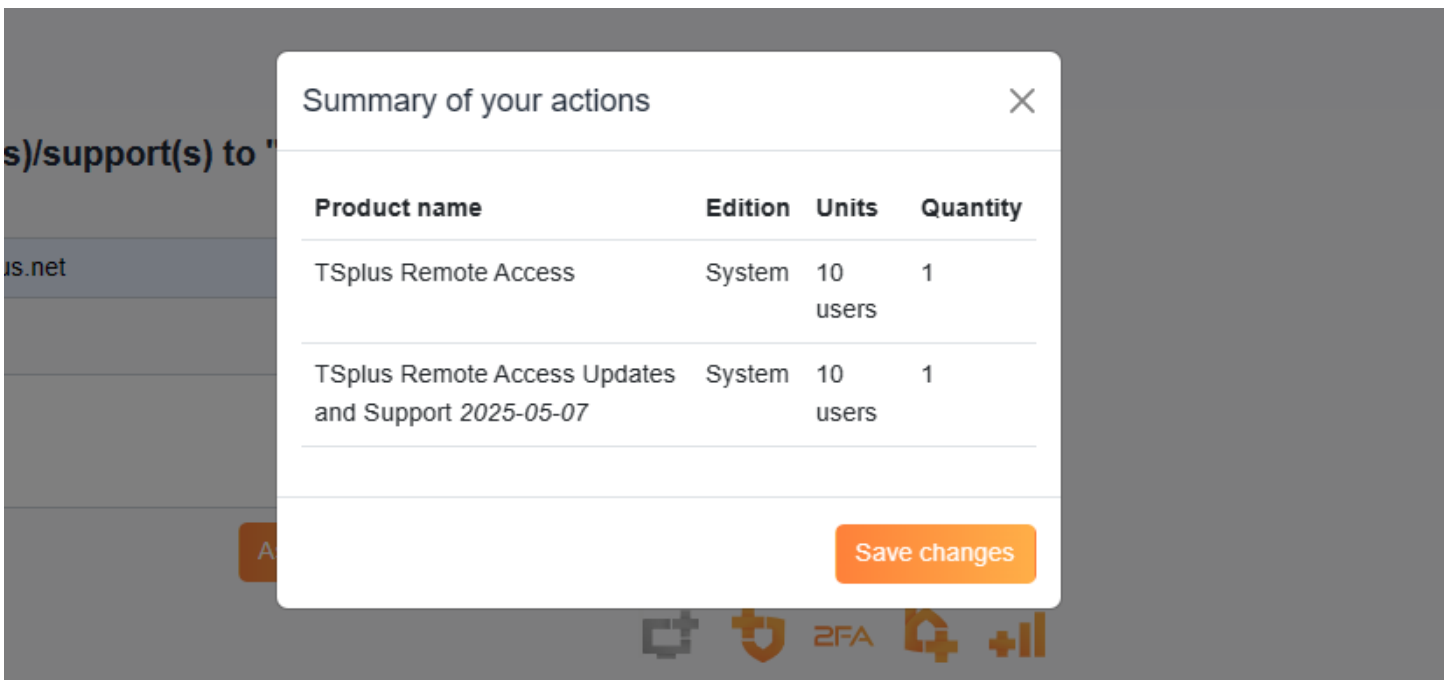 Summary of your actions
s)/support(s) to "
Product name Edition Units Quantity
us.net
TSplus Remote Access System 10 users 1
TSplus Remote Access Updates and Support 2025-05-07 System 10 users 1
Save changes
2FA